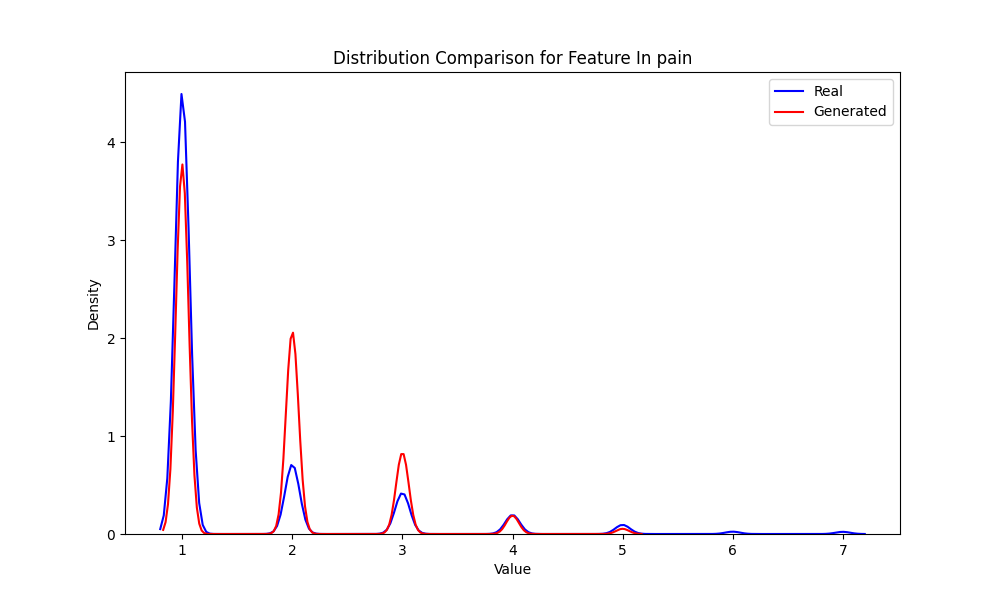 Distribution Comparison for Feature In pain
Real
Generated
Density
4
3
2
1
0
1 2 3 4 5 6 7
Value